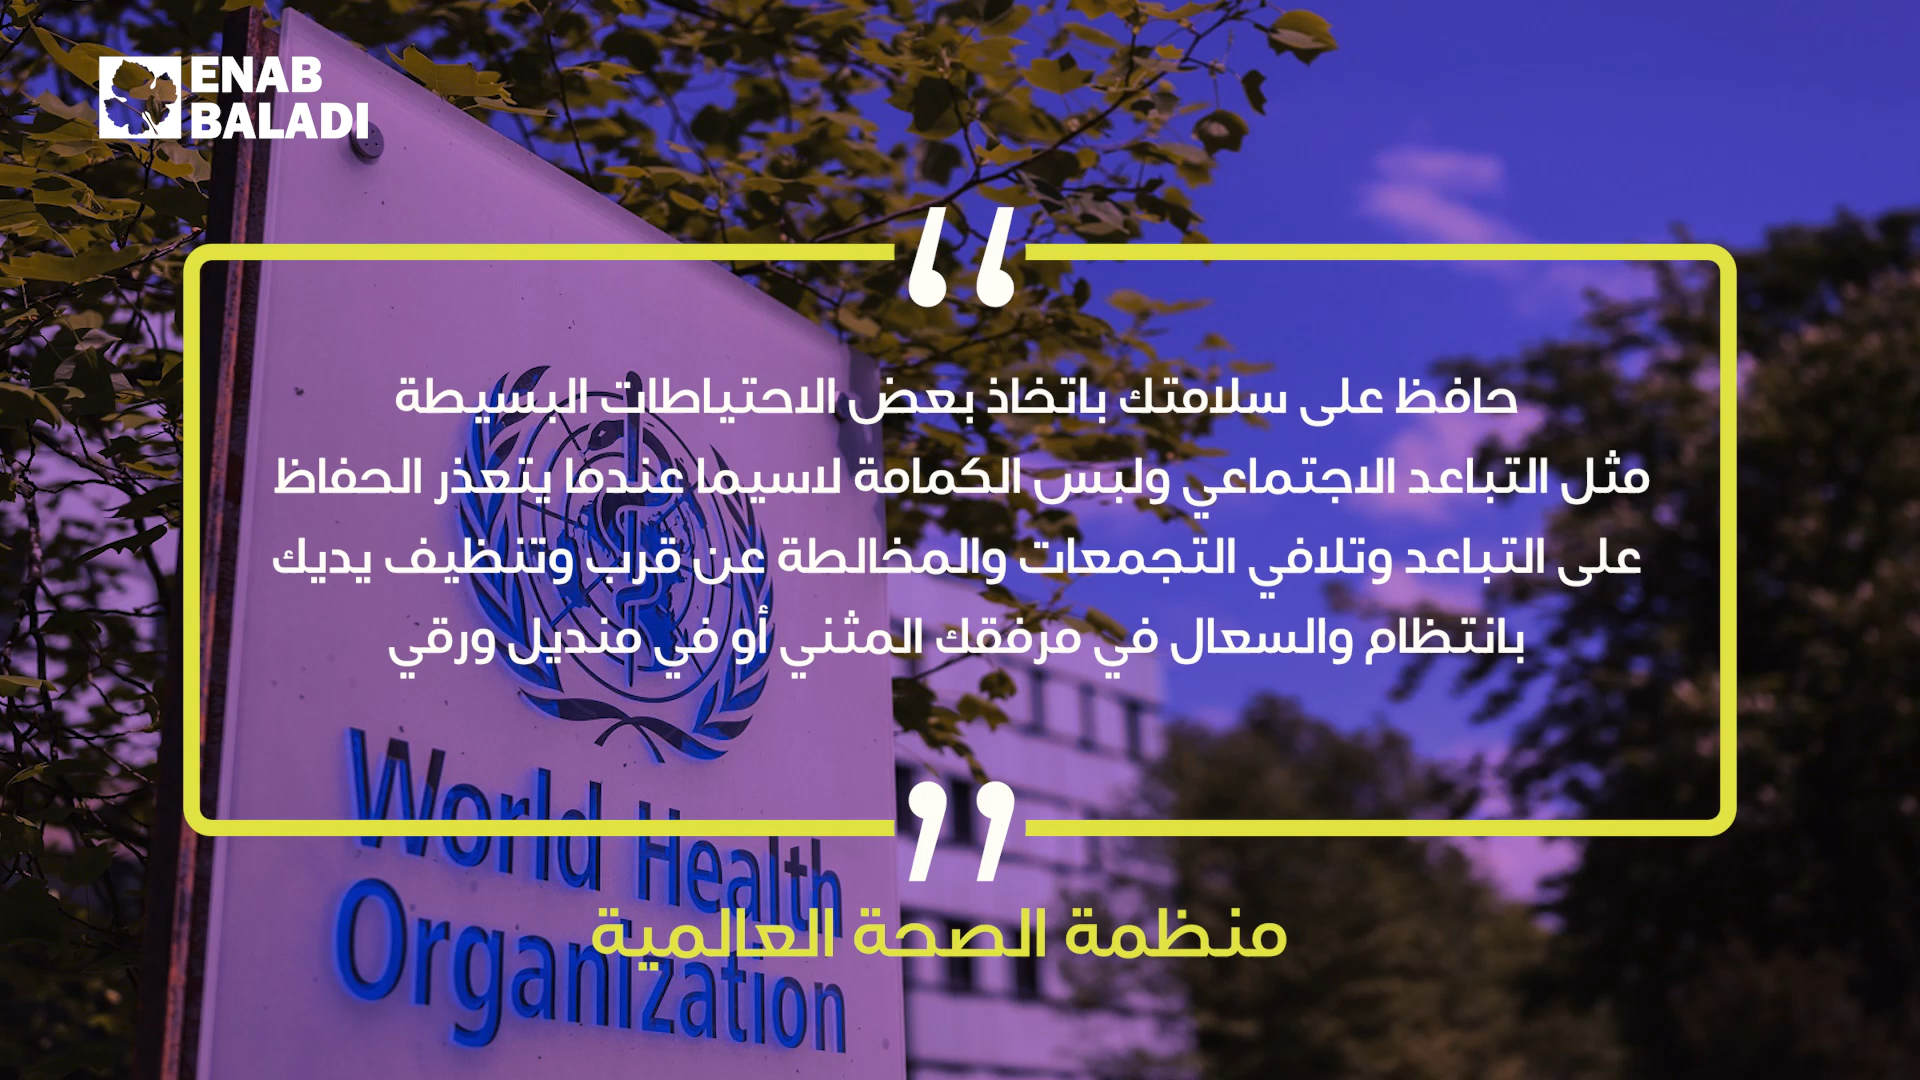 ENAB
BALADI
حافظ على سلامتك باتخاذ بعض الاحتياطات البسيطة
مثل التباعد الاجتماعي ولبس الكمامة لاسيما عندما يتعذر الحفاظ
على التباعد وتلافي التجمعات والمخالطة عن قرب وتنظيف يديك
بانتظام والسعال في مرفقك المثني أو في منديل ورقي
World Health
Organization
منظمة الصحة العالمية